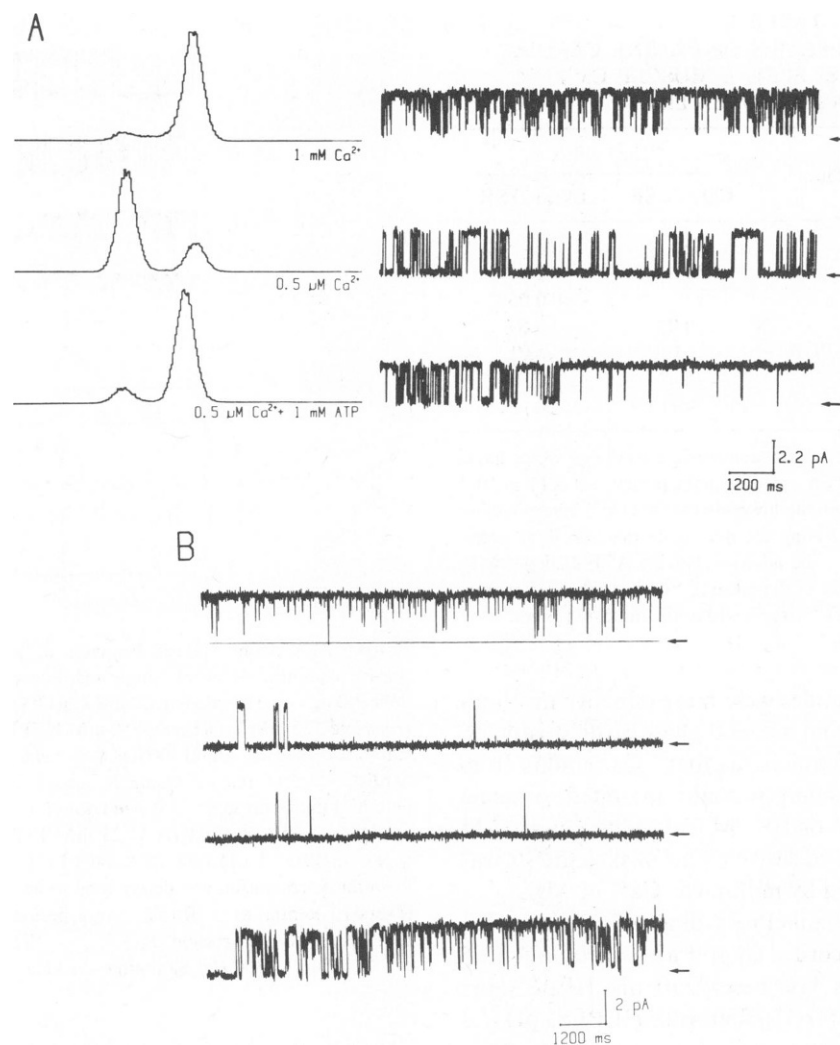 A
1 mM Ca²⁺
0.5 µM Ca²⁺
0.5 µM Ca²⁺+ 1 mM ATP
2.2 pA
1200 ms
B
2 pA
1200 ms